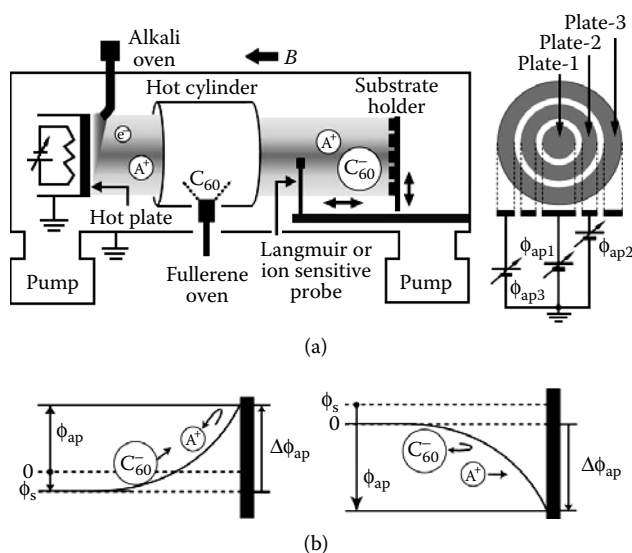 Alkali
oven
B
Hot cylinder
Substrate
holder
Plate-3
Plate-2
Plate-1
e⁻
A⁺
C₆₀
A⁺
C₆₀⁻
Hot plate
Fullerene
oven
Langmuir or
ion sensitive
probe
Pump
Pump
ϕap1
ϕap2
ϕap3
(a)
ϕap
0
ϕs
C₆₀⁻
A⁺
Δϕap
ϕs
0
ϕap
C₆₀⁻
A⁺
Δϕap
(b)